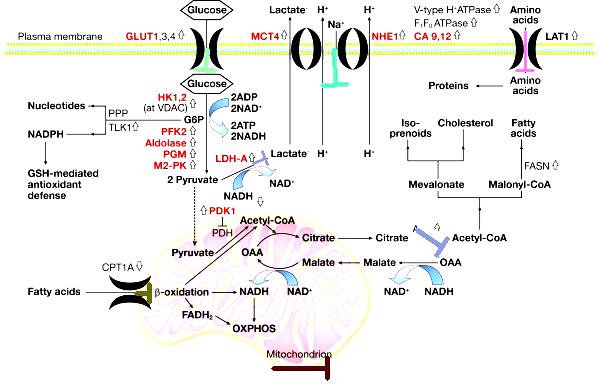 Glucose
Lactate-
H+
Na+
H+
V-type H+ATPase ⇧
F1F0 ATPase ⇧
Amino
acids
Plasma membrane
GLUT1,3,4 ⇧
MCT4 ⇧
NHE1 ⇧
CA 9,12 ⇧
LAT1 ⇧
Glucose
Proteins
Amino
acids
HK1,2
(at VDAC)
2ADP
2NAD+
Nucleotides
PPP
G6P
TLK1 ⇧
2ATP
2NADH
NADPH
PFK2
Aldolase
PGM
M2-PK
Iso-
prenoids
Cholesterol
Fatty
acids
LDH-A ⇧
Lactate-
H+
H+
FASN ⇧
GSH-mediated
antioxidant
defense
2 Pyruvate
NAD+
NADH
Mevalonate
Malonyl-CoA
⇧ PDK1
PDH
Acetyl-CoA
Citrate
Citrate
Acetyl-CoA
Pyruvate
OAA
Malate
Malate
OAA
CPT1A
Fatty acids
β-oxidation
NADH
NAD+
NAD+
NADH
FADH2
OXPHOS
Mitochondrion